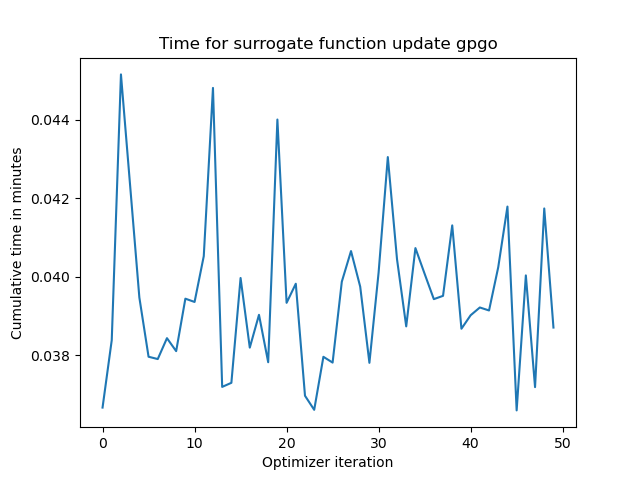 Time for surrogate function update gpgo
Cumulative time in minutes
0.044
0.042
0.040
0.038
0 10 20 30 40 50
Optimizer iteration